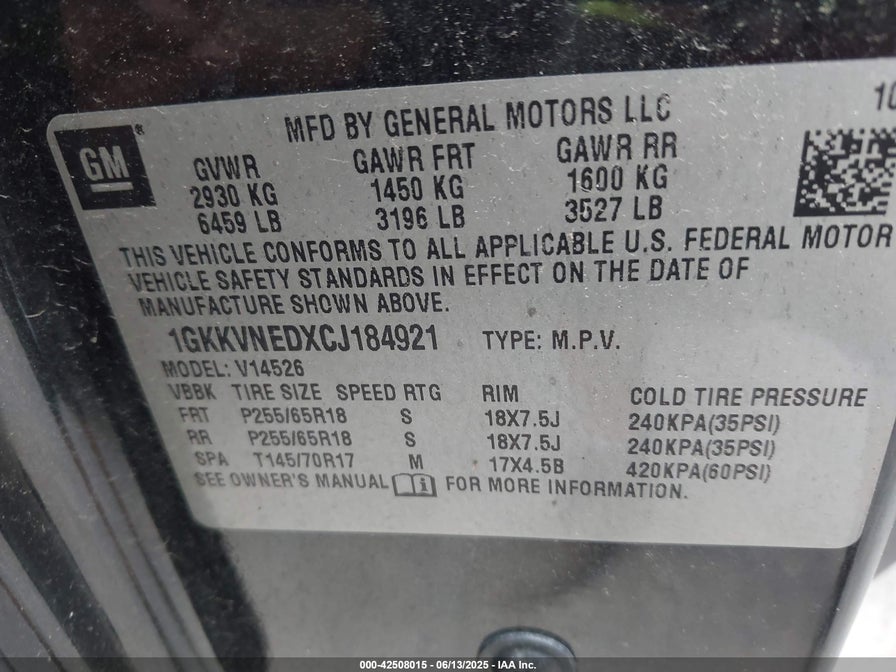 10
MFD BY GENERAL MOTORS LLC
GM®
GVWR GAWR FRT GAWR RR
2930 KG 1450 KG 1600 KG
6459 LB 3196 LB 3527 LB
THIS VEHICLE CONFORMS TO ALL APPLICABLE U.S. FEDERAL MOTOR
VEHICLE SAFETY STANDARDS IN EFFECT ON THE DATE OF
MANUFACTURE SHOWN ABOVE.
1GKKVNEDXCJ184921 TYPE: M.P.V.
MODEL: V14526
VBBK TIRE SIZE SPEED RTG RIM COLD TIRE PRESSURE
FRT P255/65R18 S 18X7.5J 240KPA(35PSI)
RR P255/65R18 S 18X7.5J 240KPA(35PSI)
SPA T145/70R17 M 17X4.5B 420KPA(60PSI)
SEE OWNER'S MANUAL i FOR MORE INFORMATION.
000-42508015 - 06/13/2025 - IAA Inc.